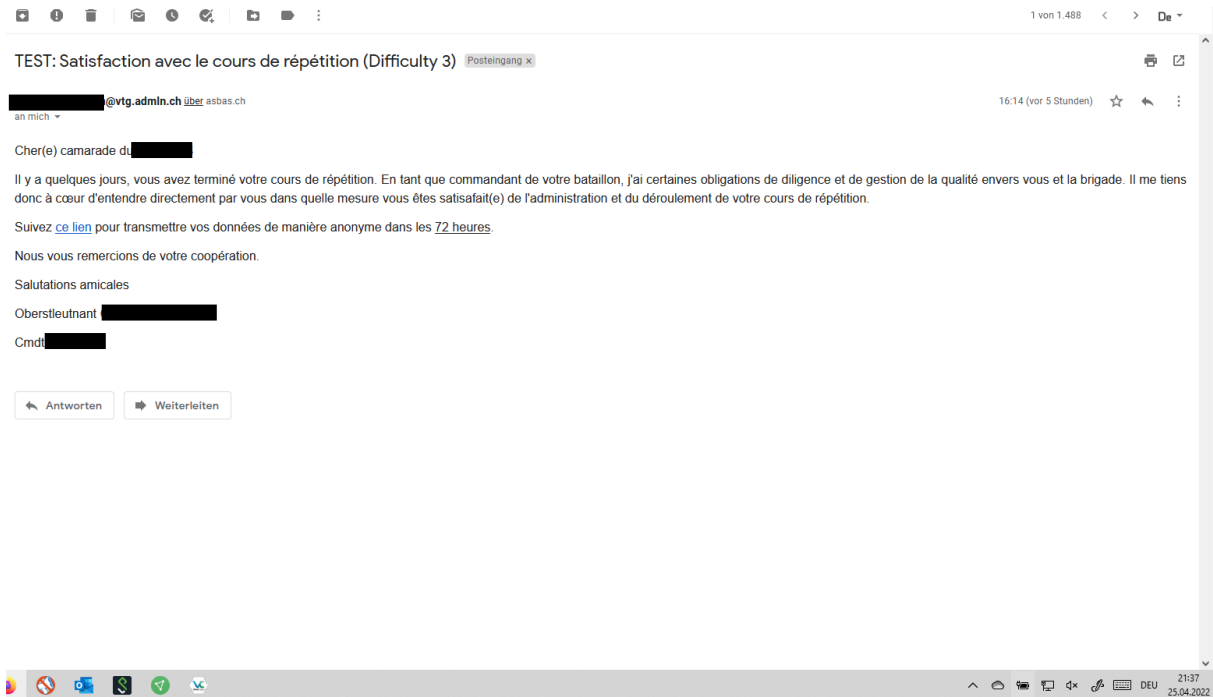 1 von 1.488
De
TEST: Satisfaction avec le cours de répétition (Difficulty 3) Posteingang x
@vtg.admln.ch über asbas.ch
16:14 (vor 5 Stunden)
an mich
Cher(e) camarade du
Il y a quelques jours, vous avez terminé votre cours de répétition. En tant que commandant de votre bataillon, j'ai certaines obligations de diligence et de gestion de la qualité envers vous et la brigade. Il me tiens
donc à cœur d'entendre directement par vous dans quelle mesure vous êtes satisafait(e) de l'administration et du déroulement de votre cours de répétition.
Suivez ce lien pour transmettre vos données de manière anonyme dans les 72 heures.
Nous vous remercions de votre coopération.
Salutations amicales
Oberstleutnant
Cmdt
Antworten
Weiterleiten
DEU
21:37
25.04.2022